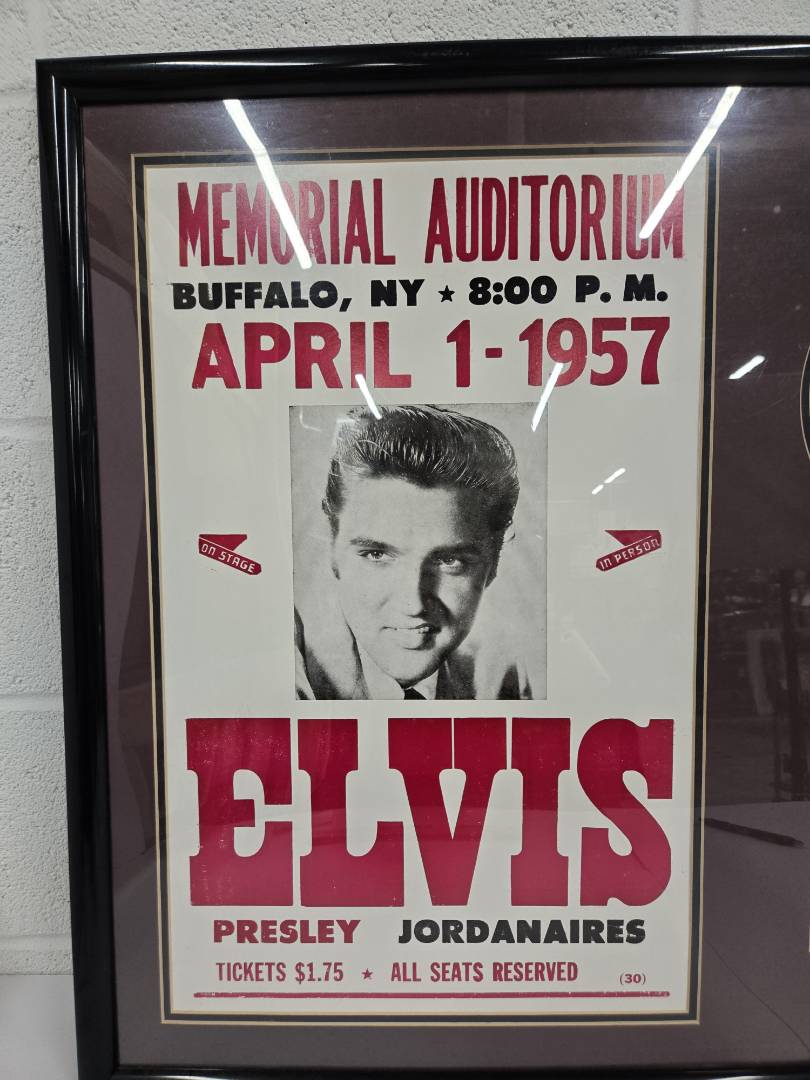 MEMORIAL AUDITORIUM
BUFFALO, NY ★ 8:00 P. M.
APRIL 1-1957
ON STAGE
IN PERSON
ELVIS
PRESLEY JORDANAIRES
TICKETS $1.75 ★ ALL SEATS RESERVED (30)